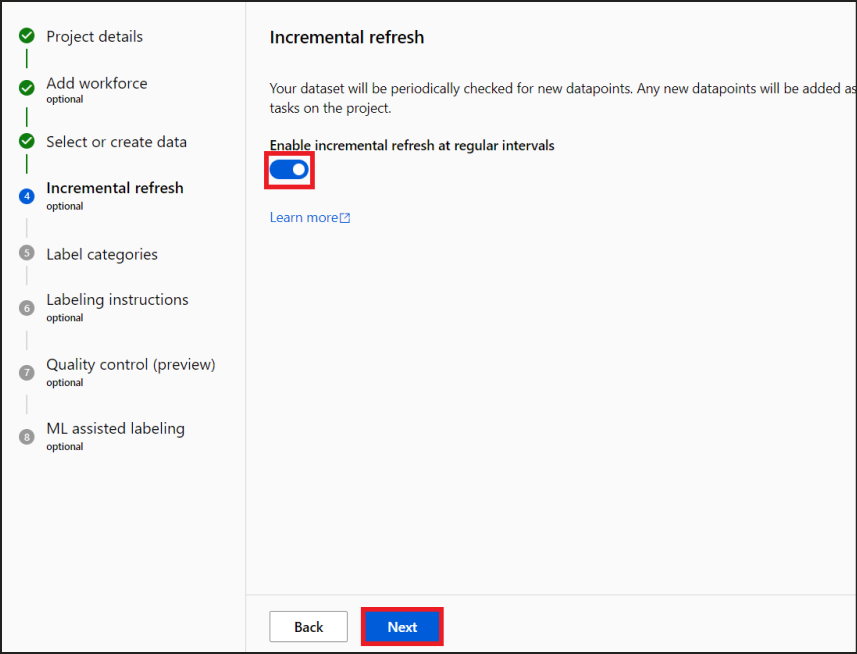 Project details
Add workforce
optional
Select or create data
4
Incremental refresh
optional
5
Label categories
6
Labeling instructions
optional
7
Quality control (preview)
optional
8
ML assisted labeling
optional
Incremental refresh
Your dataset will be periodically checked for new datapoints. Any new datapoints will be added as
tasks on the project.
Enable incremental refresh at regular intervals
Learn more
Back
Next